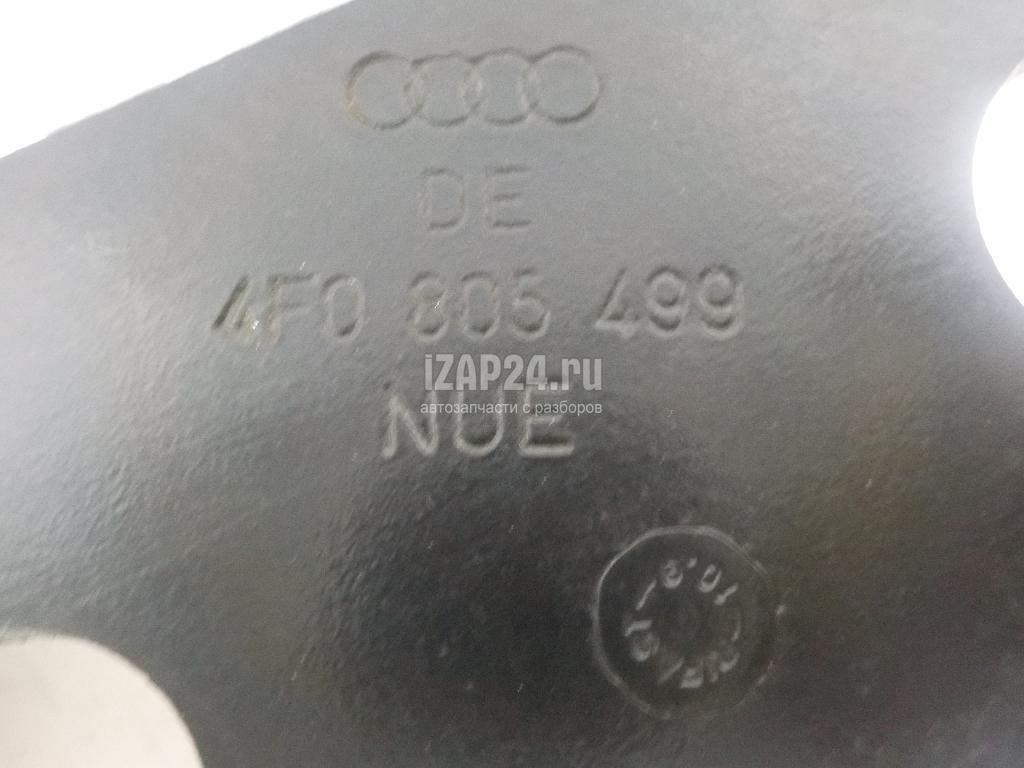 DE
4F0 805 499
iZAP24.ru
автозапчасти с разборов
NUE